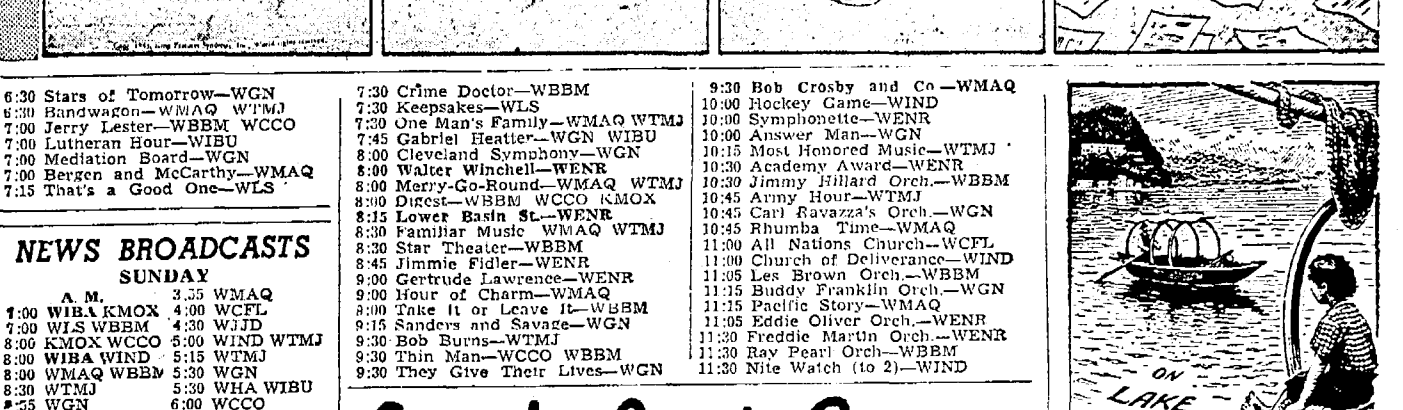 6:30 Stars of Tomorrow—WGN
6:30 Bandwagon—WMAQ WTMJ
7:00 Jerry Lester—WBBM WCCO
7:00 Lutheran Hour—WIBU
7:00 Mediation Board—WGN
7:00 Bergen and McCarthy—WMAQ
7:15 That's a Good One—WLS
NEWS BROADCASTS
SUNDAY
A. M.
WIBA KMOX
7:00 WLS WBBM
8:00 KMOX WCCO
8:00 WIBA WIND
8:00 WMAQ WBBM
8:30 WTMJ
WGN
3:55 WMAQ
4:00 WCFL
4:30 WJJD
5:00 WIND WTMJ
5:15 WTMJ
5:30 WGN
5:30 WHA WIBU
6:00 WCCO
7:30 Crime Doctor—WBBM
7:30 Keepsakes—WLS
7:30 One Man's Family—WMAQ WTMJ
7:45 Gabriel Heatter—WGN WIBU
8:00 Cleveland Symphony—WGN
8:00 Walter Winchell—WENR
8:00 Merry-Go-Round—WMAQ WTMJ
8:00 Digest—WBBM WCCO KMOX
8:15 Lower Basin St.—WENR
8:30 Familiar Music WMAQ WTMJ
8:30 Star Theater—WBBM
8:45 Jimmie Fidler—WENR
9:00 Gertrude Lawrence—WENR
9:00 Hour of Charm—WMAQ
9:00 Take It or Leave It—WBBM
9:15 Sanders and Savage—WGN
9:30 Bob Burns—WTMJ
9:30 Thin Man—WCCO WBBM
9:30 They Give Their Lives—WGN
9:30 Bob Crosby and Co—WMAQ
10:00 Hockey Game—WIND
10:00 Symphonette—WENR
10:00 Answer Man—WGN
10:15 Most Honored Music—WTMJ
10:30 Academy Award—WENR
10:30 Jimmy Hillard Orch.—WBBM
10:45 Army Hour—WTMJ
10:45 Carl Ravazza's Orch.—WGN
10:45 Rhumba Time—WMAQ
11:00 All Nations Church—WCFL
11:00 Church of Deliverance—WIND
11:05 Les Brown Orch.—WBBM
11:15 Buddy Franklin Orch.—WGN
11:15 Pacific Story—WMAQ
11:05 Eddie Oliver Orch.—WENR
11:30 Freddie Martin Orch.—WENR
11:30 Ray Pearl Orch—WBBM
11:30 Nite Watch (to 2)—WIND
ON
LAKE